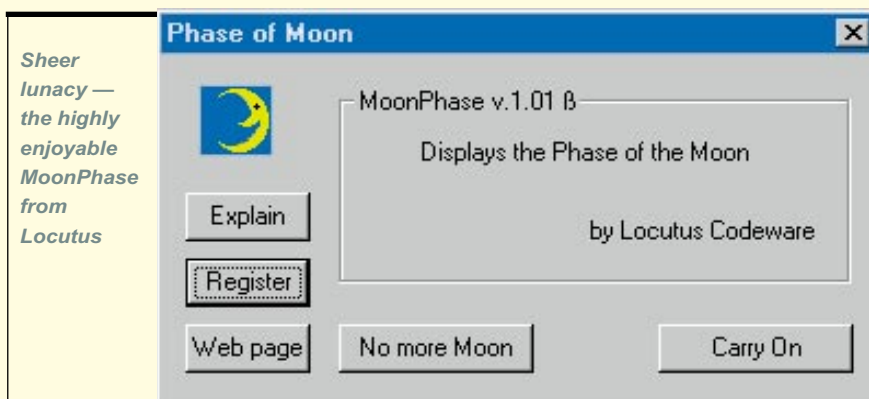 Sheer
lunacy —
the highly
enjoyable
MoonPhase
from
Locutus
Phase of Moon
MoonPhase v.1.01 ß
Displays the Phase of the Moon
by Locutus Codeware
Explain
Register
Web page
No more Moon
Carry On